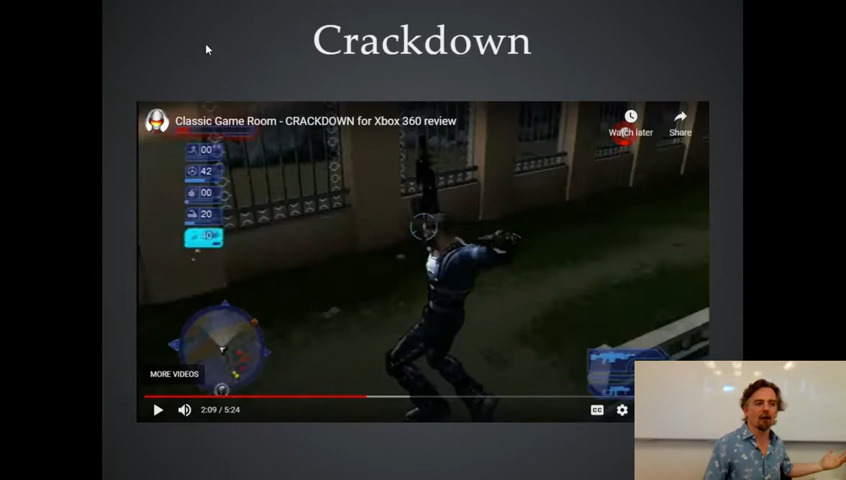 Crackdown
Classic Game Room - CRACKDOWN for Xbox 360 review
Watch later
Share
00
42
00
20
MORE VIDEOS
2:09 / 5:24
CC